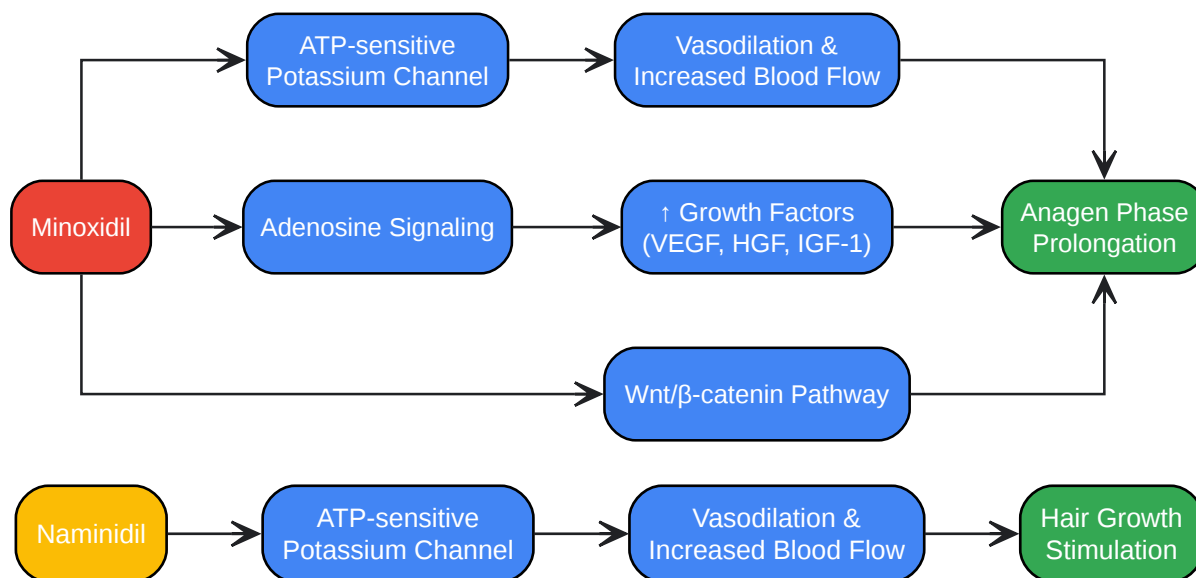 ATP-sensitive
Potassium Channel
Vasodilation &
Increased Blood Flow
Minoxidil
Adenosine Signaling
↑ Growth Factors
(VEGF, HGF, IGF-1)
Anagen Phase
Prolongation
Wnt/β-catenin Pathway
Naminidil
ATP-sensitive
Potassium Channel
Vasodilation &
Increased Blood Flow
Hair Growth
Stimulation